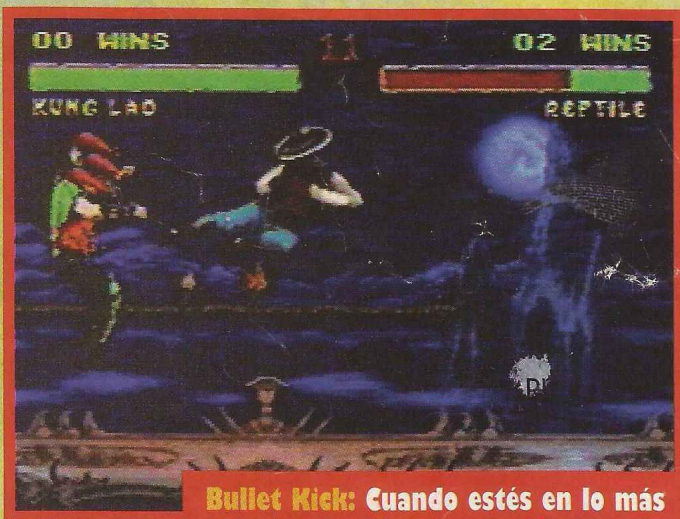 00 WINS
11
02 WINS
KUNG LAO
REPTILE
Bullet Kick: Cuando estés en lo más